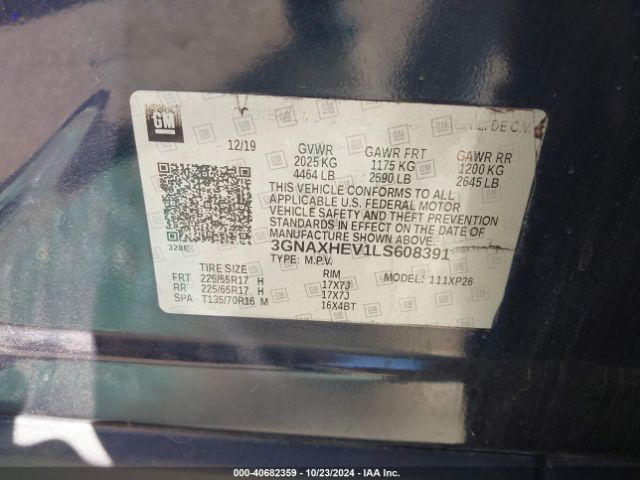 GM
R.L. DE C.V.
12/19 GVWR GAWR FRT GAWR RR
2025 KG 1175 KG 1200 KG
4464 LB 2590 LB 2645 LB
THIS VEHICLE CONFORMS TO ALL
APPLICABLE U.S. FEDERAL MOTOR
VEHICLE SAFETY AND THEFT PREVENTION
STANDARDS IN EFFECT ON THE DATE OF
MANUFACTURE SHOWN ABOVE.
328E 3GNAXHEV1LS608391
TYPE: M.P.V. MODEL: 111XP26
TIRE SIZE RIM
FRT 225/65R17 H 17X7J
RR 225/65R17 H 17X7J
SPA T135/70R16 M 16X4BT
000-40682359 - 10/23/2024 - IAA Inc.